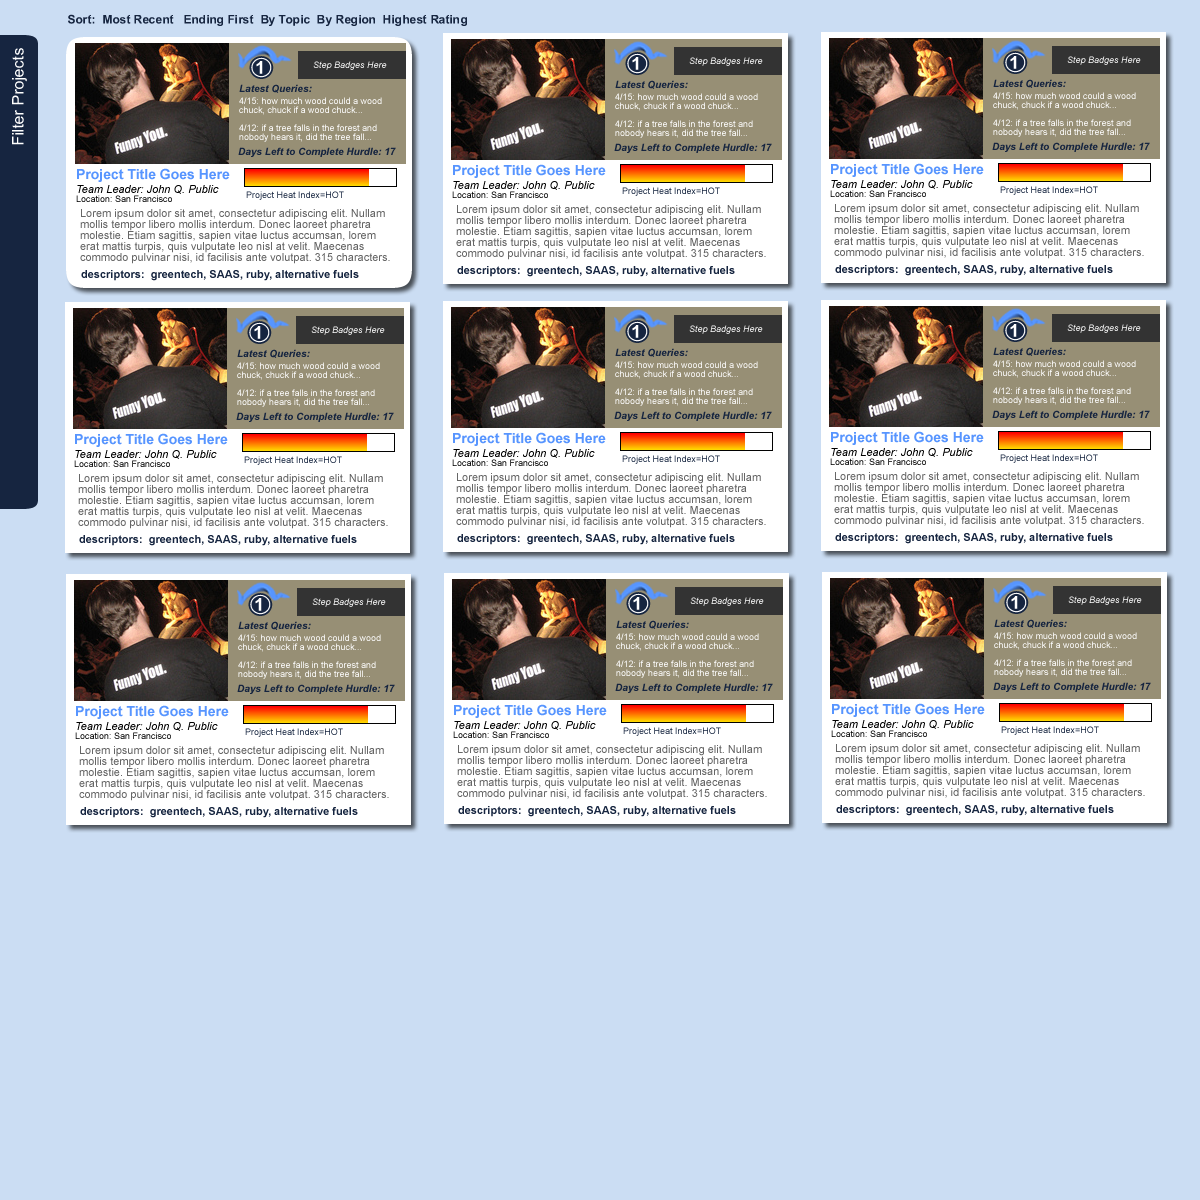 Sort:  Most Recent   Ending First  By Topic  By Region  Highest Rating
Filter Projects
Funny You.
1
Step Badges Here
Latest Queries:
4/15: how much wood could a wood
chuck, chuck if a wood chuck...
4/12: if a tree falls in the forest and
nobody hears it, did the tree fall...
Days Left to Complete Hurdle: 17
Project Title Goes Here
Team Leader: John Q. Public
Location: San Francisco
Project Heat Index=HOT
Lorem ipsum dolor sit amet, consectetur adipiscing elit. Nullam
mollis tempor libero mollis interdum. Donec laoreet pharetra
molestie. Etiam sagittis, sapien vitae luctus accumsan, lorem
erat mattis turpis, quis vulputate leo nisl at velit. Maecenas
commodo pulvinar nisi, id facilisis ante volutpat. 315 characters.
descriptors:  greentech, SAAS, ruby, alternative fuels
Funny You.
1
Step Badges Here
Latest Queries:
4/15: how much wood could a wood
chuck, chuck if a wood chuck...
4/12: if a tree falls in the forest and
nobody hears it, did the tree fall...
Days Left to Complete Hurdle: 17
Project Title Goes Here
Team Leader: John Q. Public
Location: San Francisco
Project Heat Index=HOT
Lorem ipsum dolor sit amet, consectetur adipiscing elit. Nullam
mollis tempor libero mollis interdum. Donec laoreet pharetra
molestie. Etiam sagittis, sapien vitae luctus accumsan, lorem
erat mattis turpis, quis vulputate leo nisl at velit. Maecenas
commodo pulvinar nisi, id facilisis ante volutpat. 315 characters.
descriptors:  greentech, SAAS, ruby, alternative fuels
Funny You.
1
Step Badges Here
Latest Queries:
4/15: how much wood could a wood
chuck, chuck if a wood chuck...
4/12: if a tree falls in the forest and
nobody hears it, did the tree fall...
Days Left to Complete Hurdle: 17
Project Title Goes Here
Team Leader: John Q. Public
Location: San Francisco
Project Heat Index=HOT
Lorem ipsum dolor sit amet, consectetur adipiscing elit. Nullam
mollis tempor libero mollis interdum. Donec laoreet pharetra
molestie. Etiam sagittis, sapien vitae luctus accumsan, lorem
erat mattis turpis, quis vulputate leo nisl at velit. Maecenas
commodo pulvinar nisi, id facilisis ante volutpat. 315 characters.
descriptors:  greentech, SAAS, ruby, alternative fuels
Funny You.
1
Step Badges Here
Latest Queries:
4/15: how much wood could a wood
chuck, chuck if a wood chuck...
4/12: if a tree falls in the forest and
nobody hears it, did the tree fall...
Days Left to Complete Hurdle: 17
Project Title Goes Here
Team Leader: John Q. Public
Location: San Francisco
Project Heat Index=HOT
Lorem ipsum dolor sit amet, consectetur adipiscing elit. Nullam
mollis tempor libero mollis interdum. Donec laoreet pharetra
molestie. Etiam sagittis, sapien vitae luctus accumsan, lorem
erat mattis turpis, quis vulputate leo nisl at velit. Maecenas
commodo pulvinar nisi, id facilisis ante volutpat. 315 characters.
descriptors:  greentech, SAAS, ruby, alternative fuels
Funny You.
1
Step Badges Here
Latest Queries:
4/15: how much wood could a wood
chuck, chuck if a wood chuck...
4/12: if a tree falls in the forest and
nobody hears it, did the tree fall...
Days Left to Complete Hurdle: 17
Project Title Goes Here
Team Leader: John Q. Public
Location: San Francisco
Project Heat Index=HOT
Lorem ipsum dolor sit amet, consectetur adipiscing elit. Nullam
mollis tempor libero mollis interdum. Donec laoreet pharetra
molestie. Etiam sagittis, sapien vitae luctus accumsan, lorem
erat mattis turpis, quis vulputate leo nisl at velit. Maecenas
commodo pulvinar nisi, id facilisis ante volutpat. 315 characters.
descriptors:  greentech, SAAS, ruby, alternative fuels
Funny You.
1
Step Badges Here
Latest Queries:
4/15: how much wood could a wood
chuck, chuck if a wood chuck...
4/12: if a tree falls in the forest and
nobody hears it, did the tree fall...
Days Left to Complete Hurdle: 17
Project Title Goes Here
Team Leader: John Q. Public
Location: San Francisco
Project Heat Index=HOT
Lorem ipsum dolor sit amet, consectetur adipiscing elit. Nullam
mollis tempor libero mollis interdum. Donec laoreet pharetra
molestie. Etiam sagittis, sapien vitae luctus accumsan, lorem
erat mattis turpis, quis vulputate leo nisl at velit. Maecenas
commodo pulvinar nisi, id facilisis ante volutpat. 315 characters.
descriptors:  greentech, SAAS, ruby, alternative fuels
Funny You.
1
Step Badges Here
Latest Queries:
4/15: how much wood could a wood
chuck, chuck if a wood chuck...
4/12: if a tree falls in the forest and
nobody hears it, did the tree fall...
Days Left to Complete Hurdle: 17
Project Title Goes Here
Team Leader: John Q. Public
Location: San Francisco
Project Heat Index=HOT
Lorem ipsum dolor sit amet, consectetur adipiscing elit. Nullam
mollis tempor libero mollis interdum. Donec laoreet pharetra
molestie. Etiam sagittis, sapien vitae luctus accumsan, lorem
erat mattis turpis, quis vulputate leo nisl at velit. Maecenas
commodo pulvinar nisi, id facilisis ante volutpat. 315 characters.
descriptors:  greentech, SAAS, ruby, alternative fuels
Funny You.
1
Step Badges Here
Latest Queries:
4/15: how much wood could a wood
chuck, chuck if a wood chuck...
4/12: if a tree falls in the forest and
nobody hears it, did the tree fall...
Days Left to Complete Hurdle: 17
Project Title Goes Here
Team Leader: John Q. Public
Location: San Francisco
Project Heat Index=HOT
Lorem ipsum dolor sit amet, consectetur adipiscing elit. Nullam
mollis tempor libero mollis interdum. Donec laoreet pharetra
molestie. Etiam sagittis, sapien vitae luctus accumsan, lorem
erat mattis turpis, quis vulputate leo nisl at velit. Maecenas
commodo pulvinar nisi, id facilisis ante volutpat. 315 characters.
descriptors:  greentech, SAAS, ruby, alternative fuels
Funny You.
1
Step Badges Here
Latest Queries:
4/15: how much wood could a wood
chuck, chuck if a wood chuck...
4/12: if a tree falls in the forest and
nobody hears it, did the tree fall...
Days Left to Complete Hurdle: 17
Project Title Goes Here
Team Leader: John Q. Public
Location: San Francisco
Project Heat Index=HOT
Lorem ipsum dolor sit amet, consectetur adipiscing elit. Nullam
mollis tempor libero mollis interdum. Donec laoreet pharetra
molestie. Etiam sagittis, sapien vitae luctus accumsan, lorem
erat mattis turpis, quis vulputate leo nisl at velit. Maecenas
commodo pulvinar nisi, id facilisis ante volutpat. 315 characters.
descriptors:  greentech, SAAS, ruby, alternative fuels